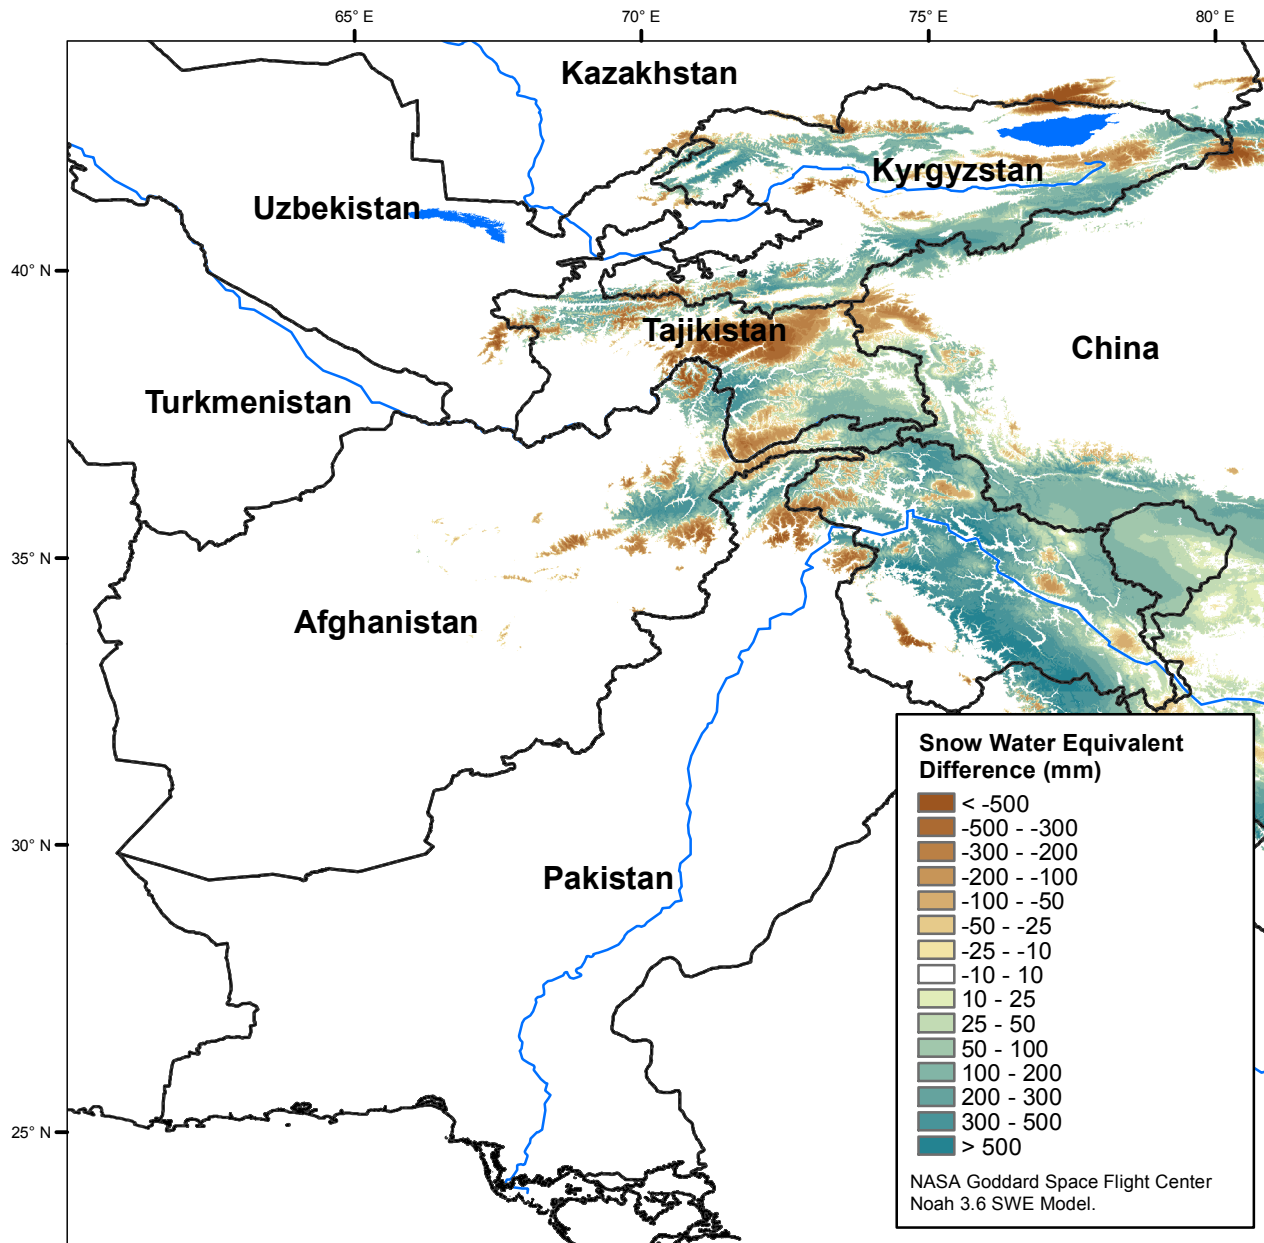 65° E
70° E
75° E
80° E
Kazakhstan
Kyrgyzstan
Uzbekistan
40° N
Tajikistan
China
Turkmenistan
35° N
Afghanistan
30° N
Pakistan
25° N
Snow Water Equivalent
Difference (mm)
< -500
-500 - -300
-300 - -200
-200 - -100
-100 - -50
-50 - -25
-25 - -10
-10 - 10
10 - 25
25 - 50
50 - 100
100 - 200
200 - 300
300 - 500
> 500
NASA Goddard Space Flight Center
Noah 3.6 SWE Model.